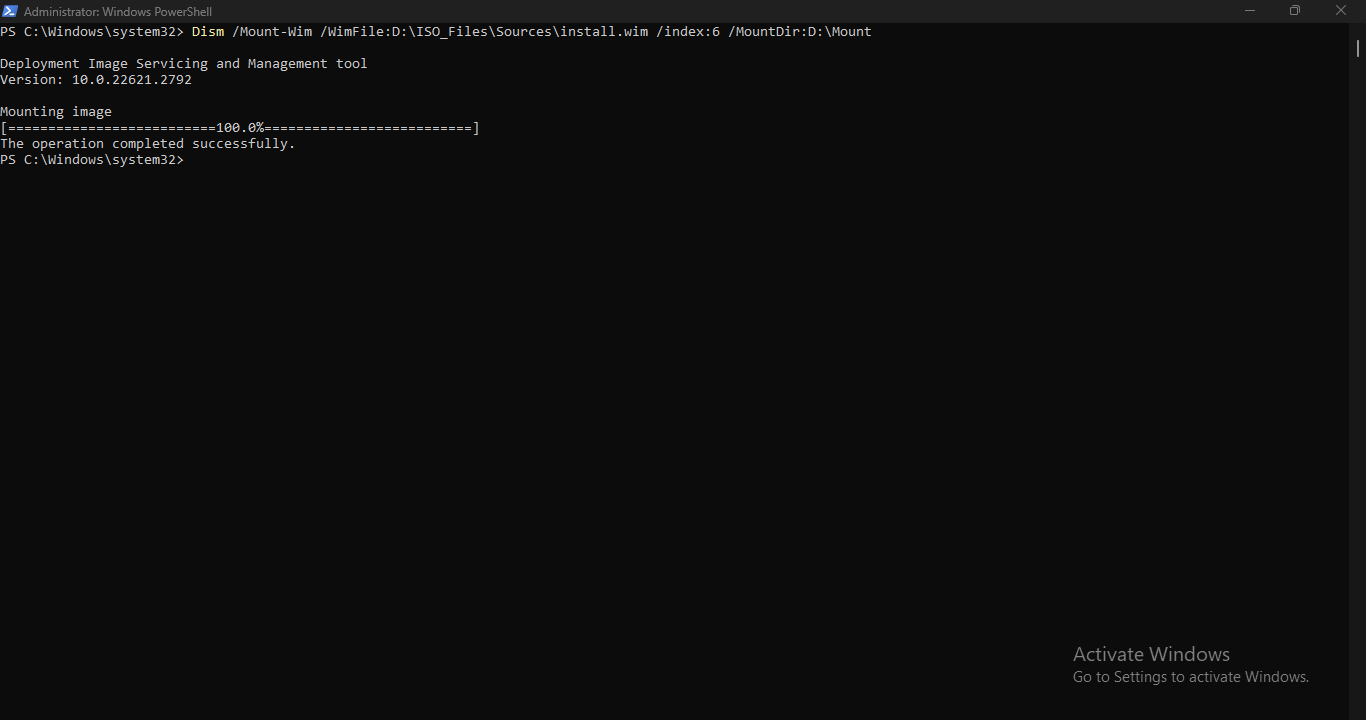 Administrator: Windows PowerShell
PS C:\Windows\system32> Dism /Mount-Wim /WimFile:D:\ISO_Files\Sources\install.wim /index:6 /MountDir:D:\Mount
Deployment Image Servicing and Management tool
Version: 10.0.22621.2792
Mounting image
[==========================100.0%==========================]
The operation completed successfully.
PS C:\Windows\system32>
Activate Windows
Go to Settings to activate Windows.